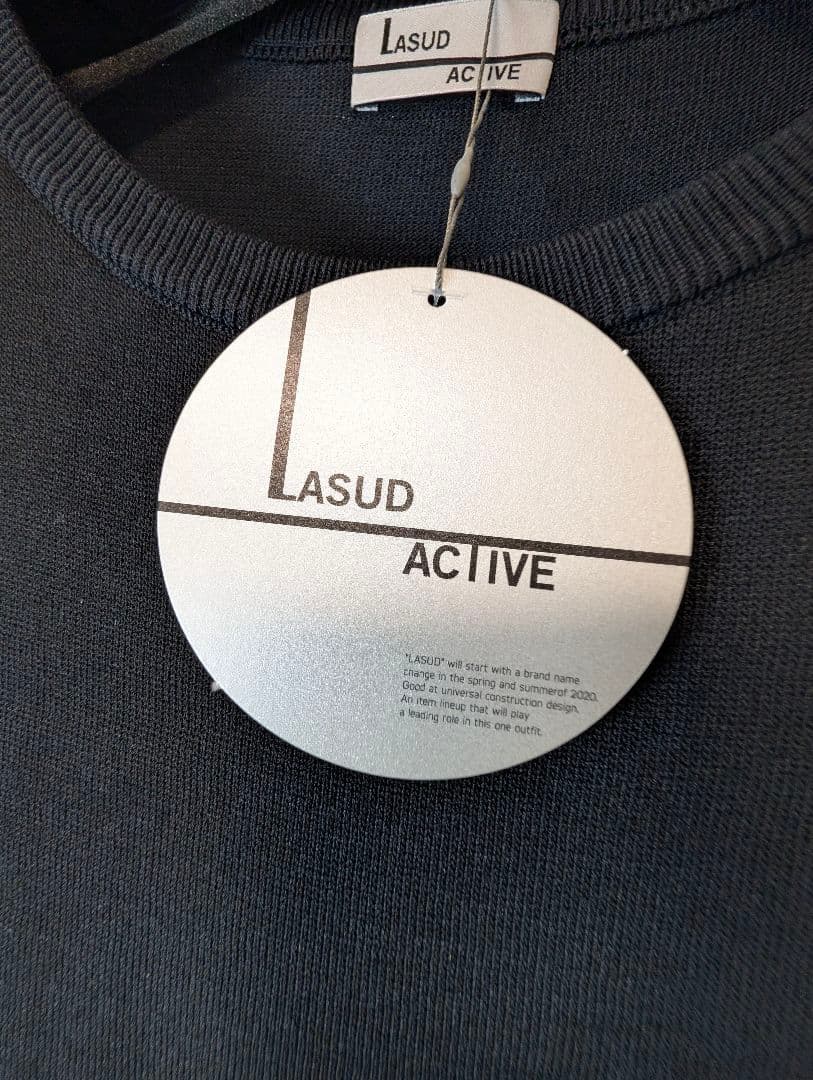 LASUD
ACTIVE
LASUD
ACTIVE
"LASUD" will start with a brand name
change in the spring and summerof 2020.
Good at universal construction design.
An item lineup that will play
a leading role in this one outfit.